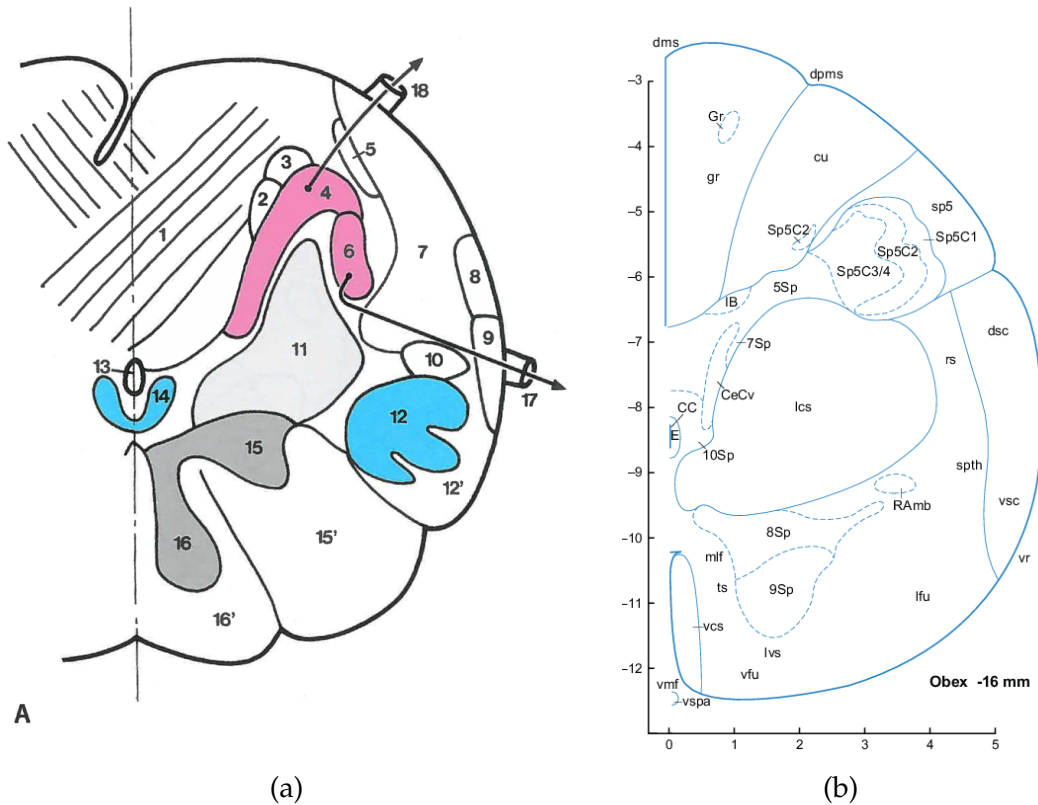 18
3
5
4
2
1
6
7
8
11
9
13
10
17
14
12
15
12'
15'
16
16'
A
(a)
dms
dpms
−3
Gr
−4
cu
gr
−5
sp5
Sp5C2
Sp5C1
Sp5C2
Sp5C3/4
−6
5Sp
IB
dsc
−7
7Sp
rs
CeCv
−8
CC
lcs
E
10Sp
−9
spth
RAmb
vsc
8Sp
−10
mlf
vr
ts
9Sp
lfu
−11
vcs
lvs
−12
vfu
vmf
Obex -16 mm
vspa
0 1 2 3 4 5
(b)